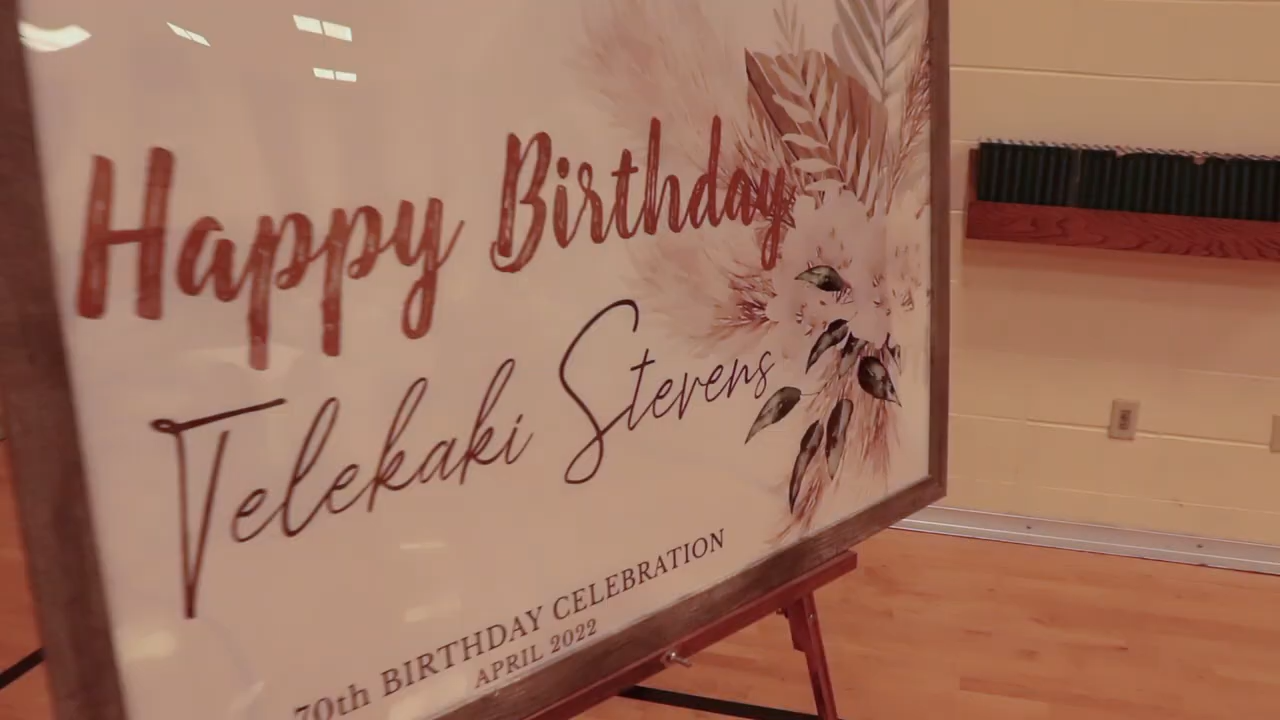 Happy Birthday
Telekaki Stevens
70th BIRTHDAY CELEBRATION
APRIL 2022